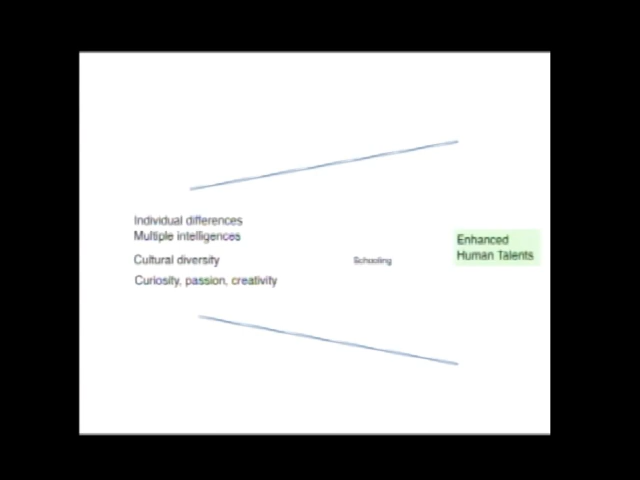 Individual differences
Multiple intelligences
Cultural diversity
Curiosity, passion, creativity
Schooling
Enhanced
Human Talents